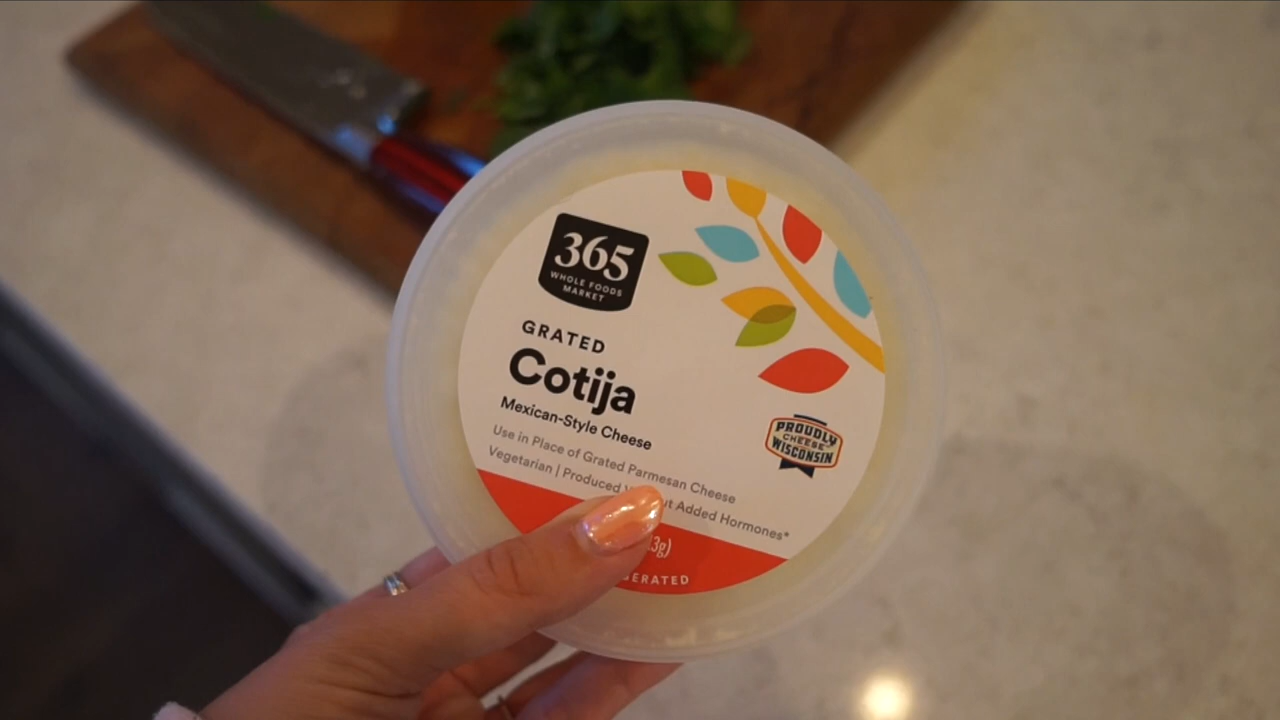 365
WHOLE FOODS
MARKET
GRATED
Cotija
Mexican-Style Cheese
Use in Place of Grated Parmesan Cheese
Vegetarian | Produced Added Hormones*
PROUDLY
CHEESE
WISCONSIN